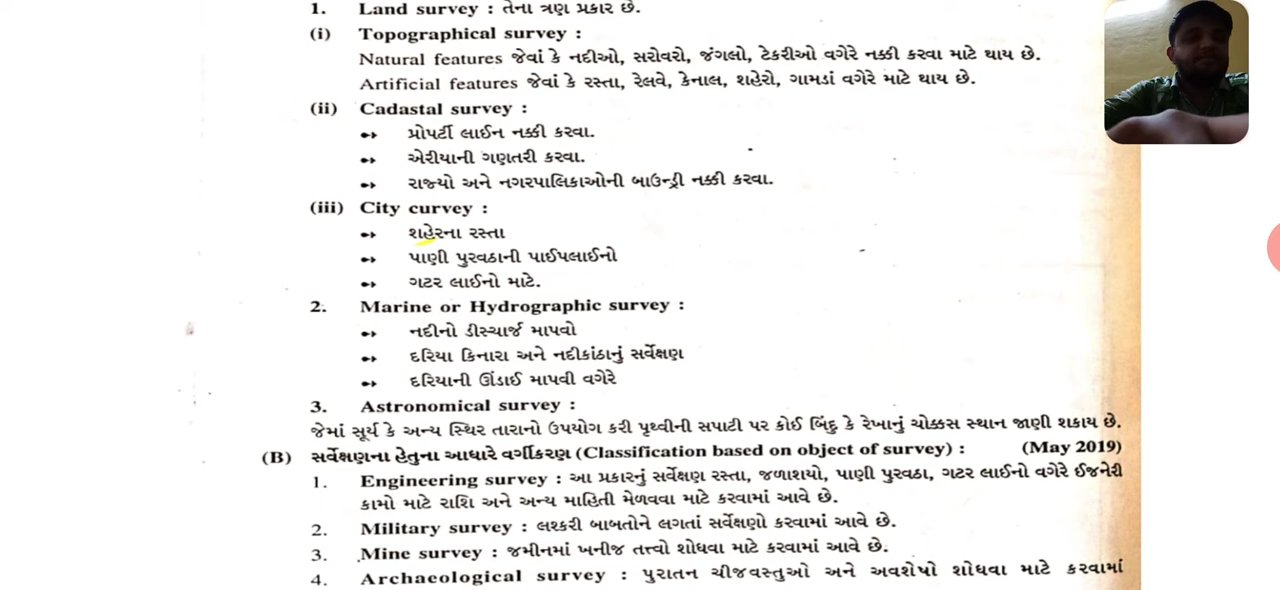 1. Land survey : તેના ત્રણ પ્રકાર છે.
(i) Topographical survey :
Natural features જેવાં કે નદીઓ, સરોવરો, જંગલો, ટેકરીઓ વગેરે નક્કી કરવા માટે થાય છે.
Artificial features જેવાં કે રસ્તા, રેલવે, કેનાલ, શહેરો, ગામડાં વગેરે માટે થાય છે.
(ii) Cadastal survey :
➻ પ્રોપર્ટી લાઈન નક્કી કરવા.
➻ એરીયાની ગણતરી કરવા.
➻ રાજ્યો અને નગરપાલિકાઓની બાઉન્ડ્રી નક્કી કરવા.
(iii) City curvey :
➻ શહેરના રસ્તા
➻ પાણી પુરવઠાની પાઈપલાઈનો
➻ ગટર લાઈનો માટે.
2. Marine or Hydrographic survey :
➻ નદીનો ડીસ્ચાર્જ માપવો
➻ દરિયા કિનારા અને નદીકાંઠાનું સર્વેક્ષણ
➻ દરિયાની ઊંડાઈ માપવી વગેરે
3. Astronomical survey :
જેમાં સૂર્ય કે અન્ય સ્થિર તારાનો ઉપયોગ કરી પૃથ્વીની સપાટી પર કોઈ બિંદુ કે રેખાનું ચોક્કસ સ્થાન જાણી શકાય છે.
(B) સર્વેક્ષણના હેતુના આધારે વર્ગીકરણ (Classification based on object of survey) : (May 2019)
1. Engineering survey : આ પ્રકારનું સર્વેક્ષણ રસ્તા, જળાશયો, પાણી પુરવઠા, ગટર લાઈનો વગેરે ઈજનેરી
કામો માટે રાશિ અને અન્ય માહિતી મેળવવા માટે કરવામાં આવે છે.
2. Military survey : લશ્કરી બાબતોને લગતાં સર્વેક્ષણો કરવામાં આવે છે.
3. Mine survey : જમીનમાં ખનીજ તત્ત્વો શોધવા માટે કરવામાં આવે છે.
4. Archaeological survey : પુરાતન ચીજવસ્તુઓ અને અવશેષો શોધવા માટે કરવામાં